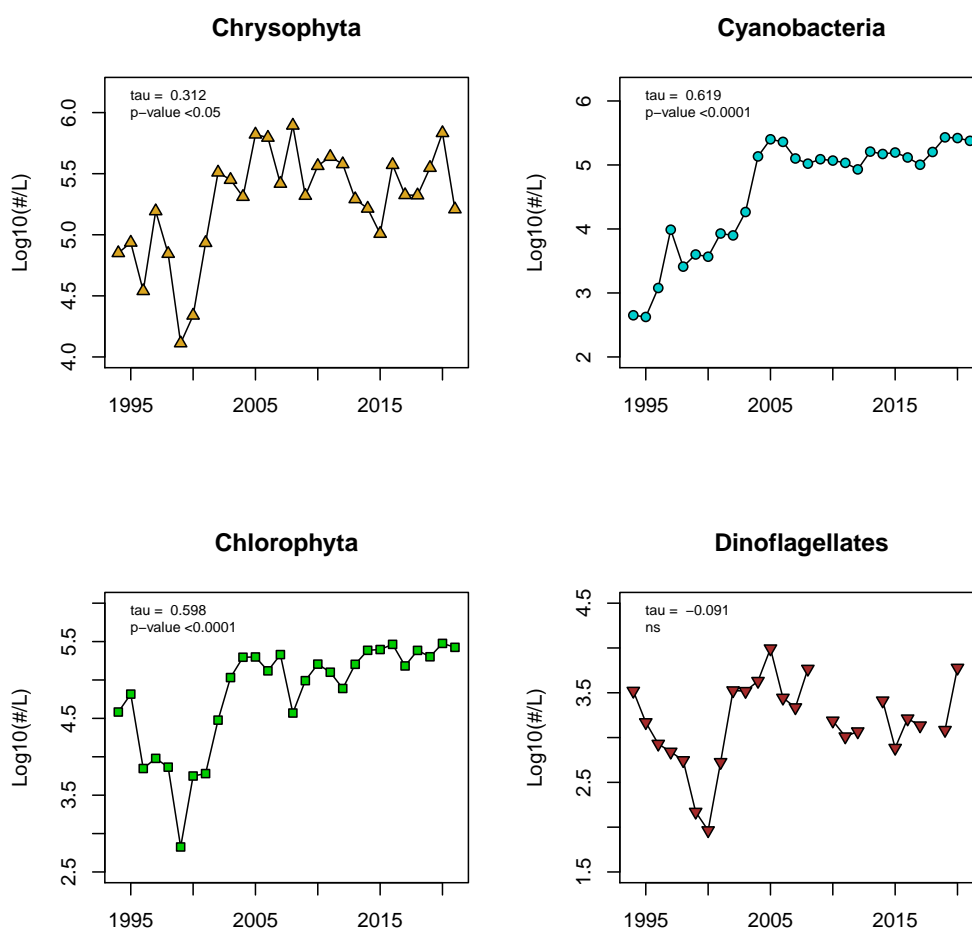 Chrysophyta
tau = 0.312
p−value <0.05
Log10(#/L)
6.0
5.5
5.0
4.5
4.0
1995 2005 2015
Cyanobacteria
tau = 0.619
p−value <0.0001
Log10(#/L)
6
5
4
3
2
1995 2005 2015
Chlorophyta
tau = 0.598
p−value <0.0001
Log10(#/L)
5.5
4.5
3.5
2.5
1995 2005 2015
Dinoflagellates
tau = −0.091
ns
Log10(#/L)
4.5
3.5
2.5
1.5
1995 2005 2015